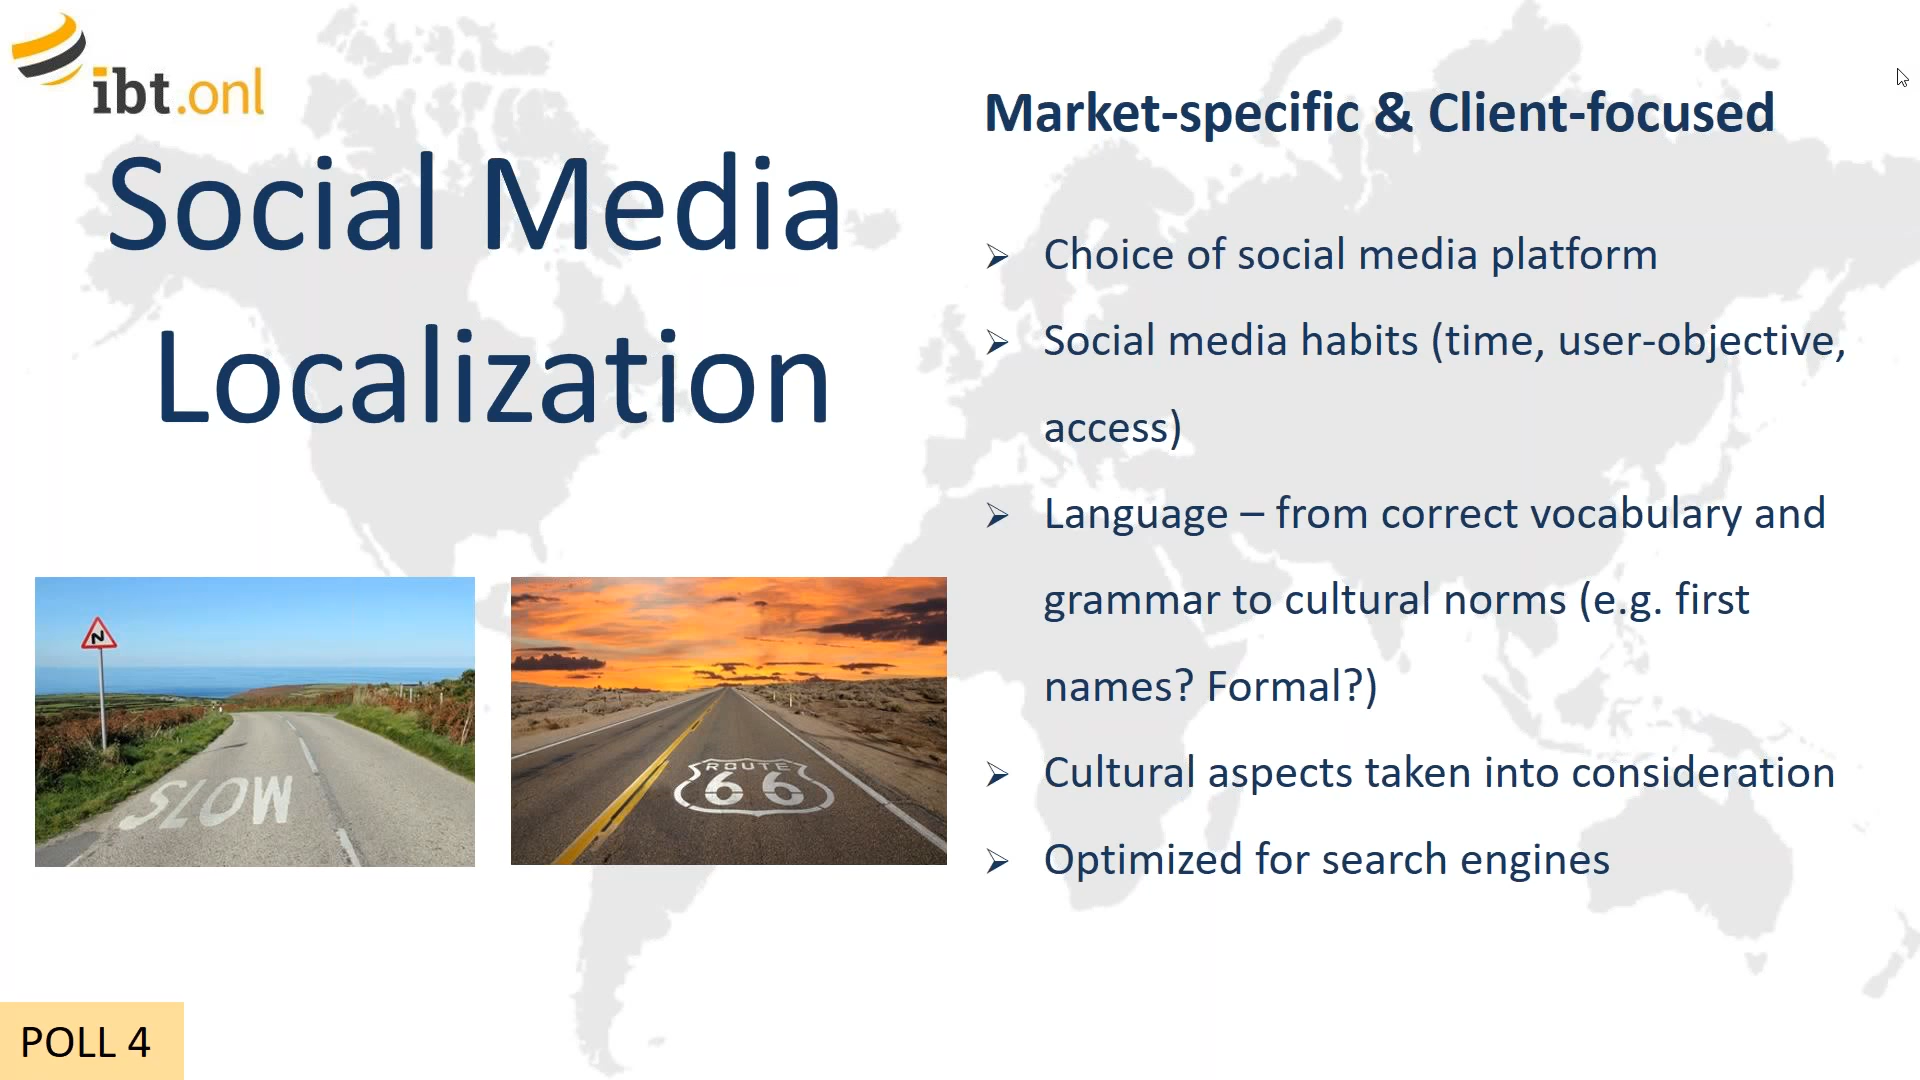 ibt.onl
Social Media
Localization
N
SLOW
ROUTE
66
POLL 4
Market-specific & Client-focused
➢ Choice of social media platform
➢ Social media habits (time, user-objective,
access)
➢ Language – from correct vocabulary and
grammar to cultural norms (e.g. first
names? Formal?)
➢ Cultural aspects taken into consideration
➢ Optimized for search engines